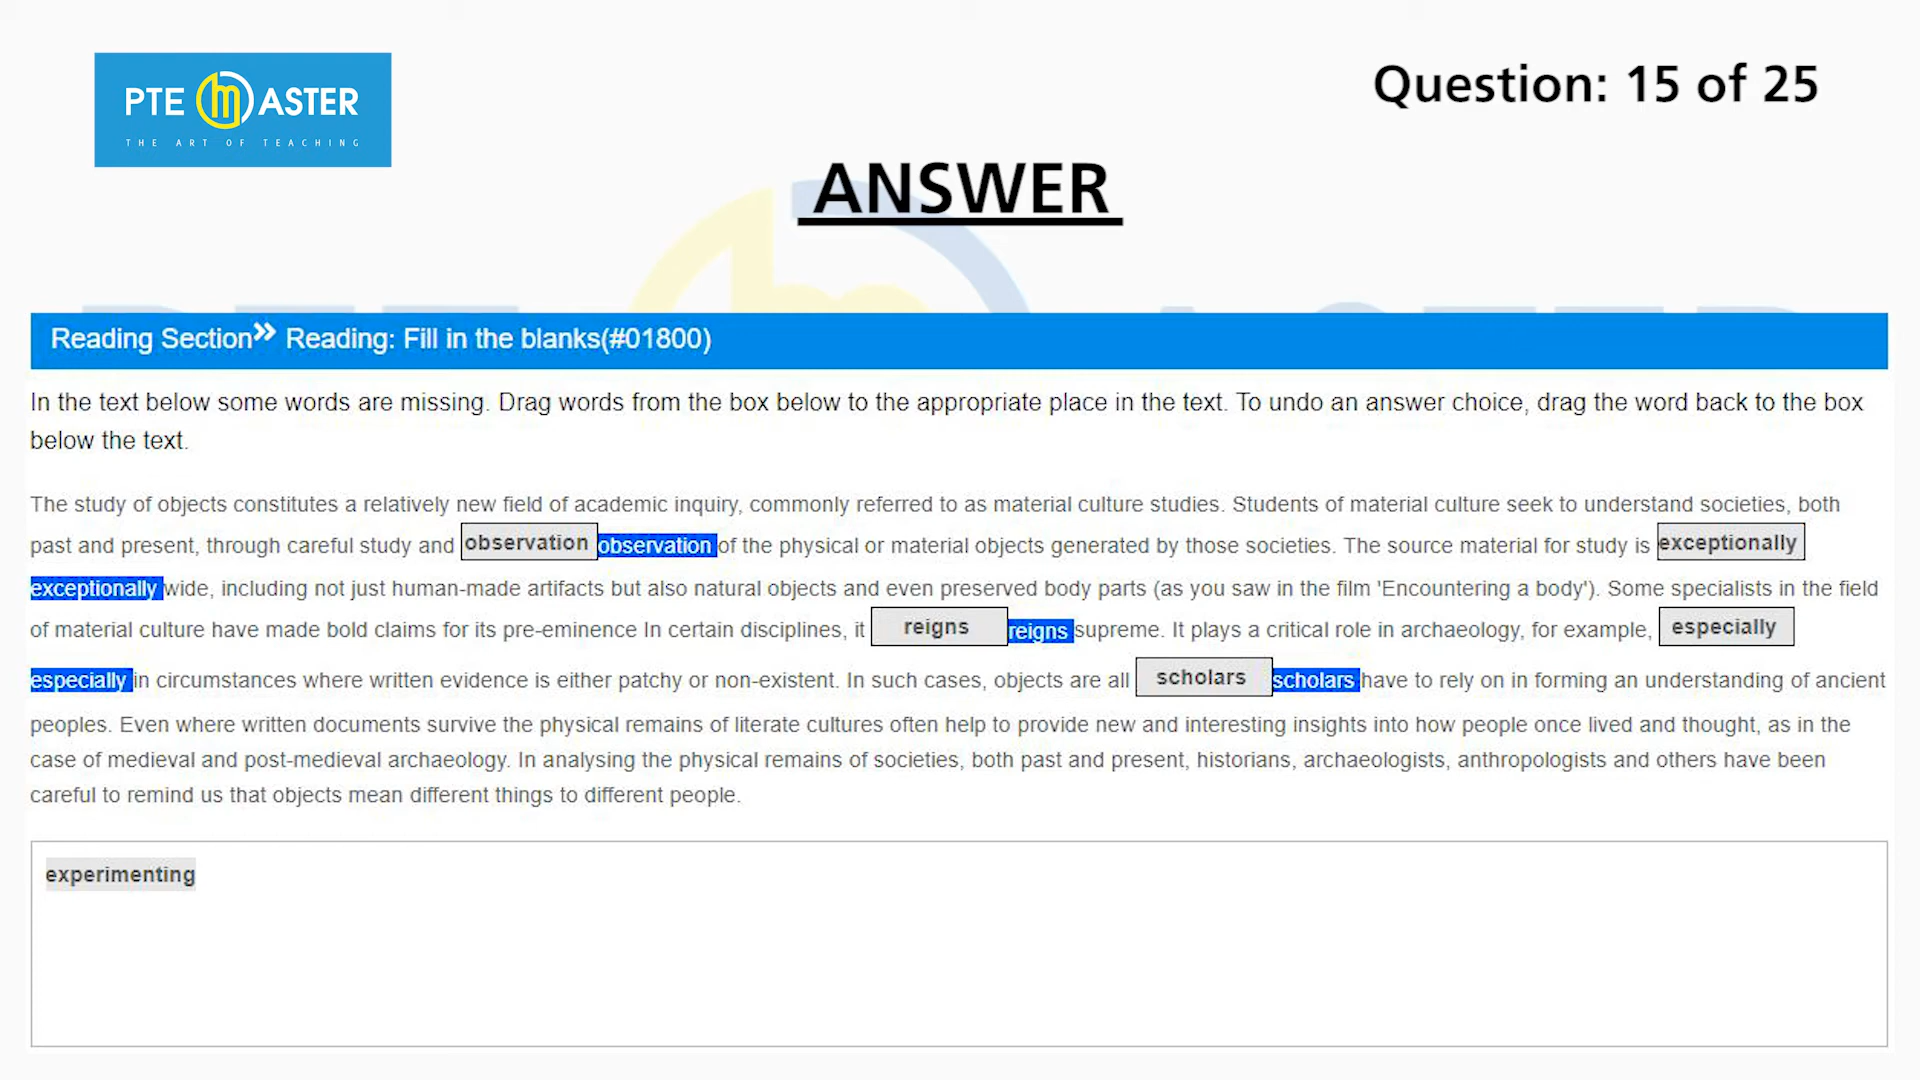 PTE MASTER
THE ART OF TEACHING
Question: 15 of 25
ANSWER
Reading Section» Reading: Fill in the blanks(#01800)
In the text below some words are missing. Drag words from the box below to the appropriate place in the text. To undo an answer choice, drag the word back to the box
below the text.
The study of objects constitutes a relatively new field of academic inquiry, commonly referred to as material culture studies. Students of material culture seek to understand societies, both
past and present, through careful study and observation observation of the physical or material objects generated by those societies. The source material for study is exceptionally
exceptionally wide, including not just human-made artifacts but also natural objects and even preserved body parts (as you saw in the film 'Encountering a body'). Some specialists in the field
of material culture have made bold claims for its pre-eminence In certain disciplines, it reigns reigns supreme. It plays a critical role in archaeology, for example, especially
especially in circumstances where written evidence is either patchy or non-existent. In such cases, objects are all scholars scholars have to rely on in forming an understanding of ancient
peoples. Even where written documents survive the physical remains of literate cultures often help to provide new and interesting insights into how people once lived and thought, as in the
case of medieval and post-medieval archaeology. In analysing the physical remains of societies, both past and present, historians, archaeologists, anthropologists and others have been
careful to remind us that objects mean different things to different people.
experimenting